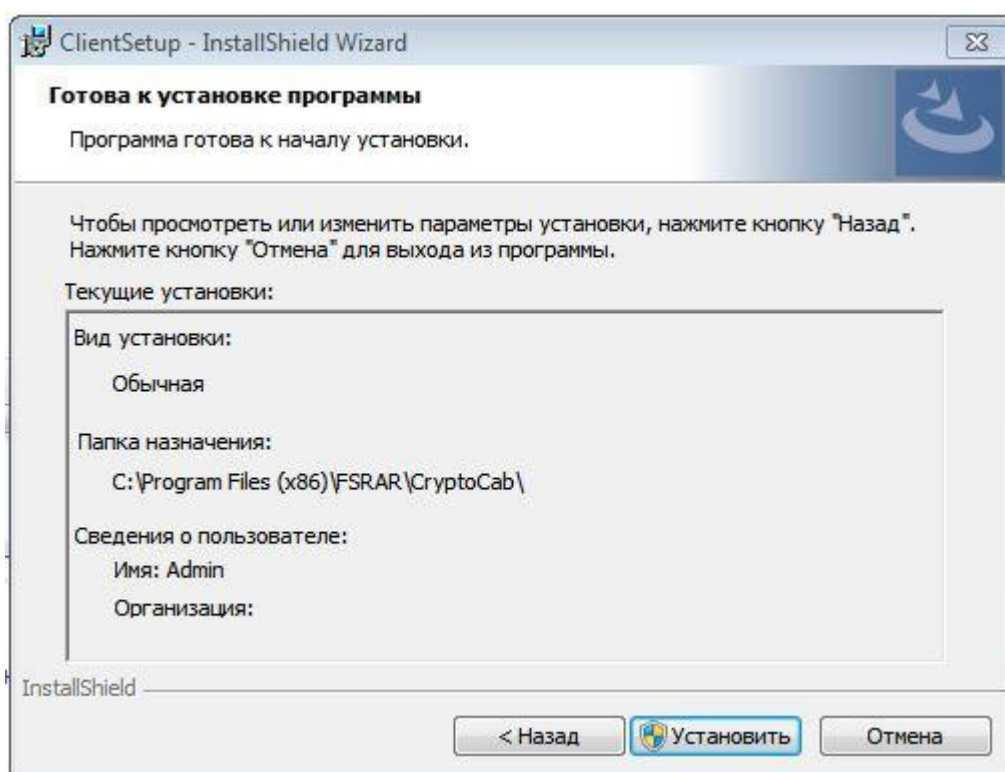 ClientSetup - InstallShield Wizard
Готова к установке программы
Программа готова к началу установки.
Чтобы просмотреть или изменить параметры установки, нажмите кнопку "Назад".
Нажмите кнопку "Отмена" для выхода из программы.
Текущие установки:
Вид установки:
Обычная
Папка назначения:
C:\Program Files (x86)\FSRAR\CryptoCab\
Сведения о пользователе:
Имя: Admin
Организация:
InstallShield
< Назад
Установить
Отмена